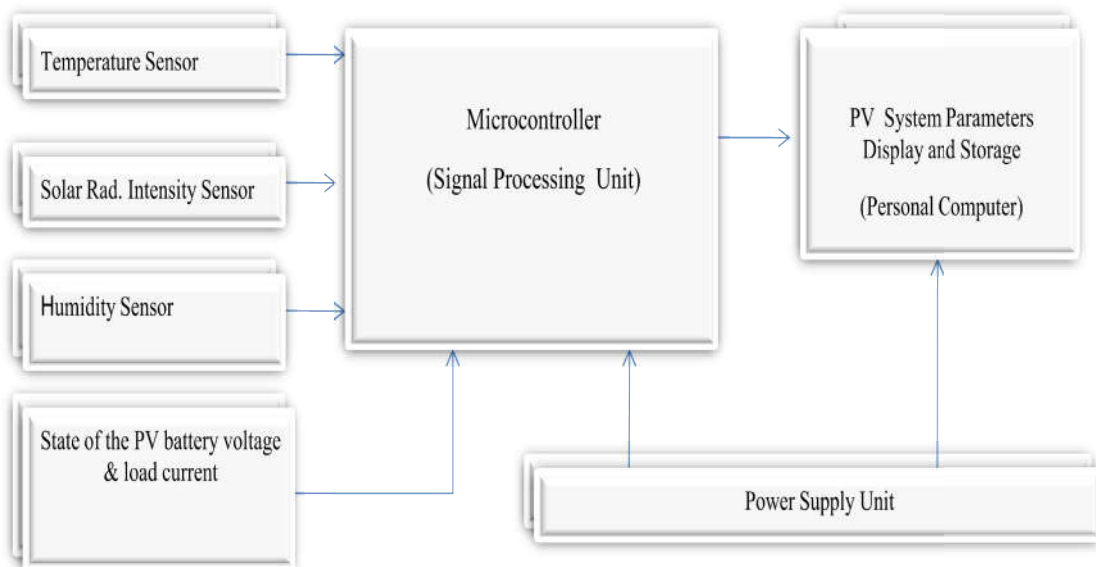 Temperature Sensor
Solar Rad. Intensity Sensor
Humidity Sensor
State of the PV battery voltage
& load current
Microcontroller
(Signal Processing Unit)
PV System Parameters
Display and Storage
(Personal Computer)
Power Supply Unit